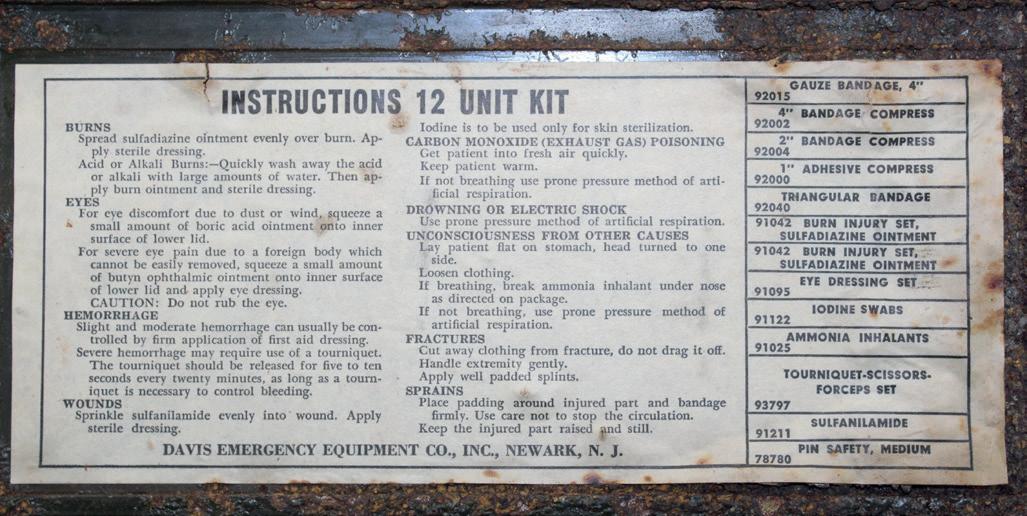 INSTRUCTIONS 12 UNIT KIT
BURNS
Spread sulfadiazine ointment evenly over burn. Ap-
ply sterile dressing.
Acid or Alkali Burns:—Quickly wash away the acid
or alkali with large amounts of water. Then ap-
ply burn ointment and sterile dressing.
EYES
For eye discomfort due to dust or wind, squeeze a
small amount of boric acid ointment onto inner
surface of lower lid.
For severe eye pain due to a foreign body which
cannot be easily removed, squeeze a small amount
of butyn ophthalmic ointment onto inner surface
of lower lid and apply eye dressing.
CAUTION: Do not rub the eye.
HEMORRHAGE
Slight and moderate hemorrhage can usually be con-
trolled by firm application of first aid dressing.
Severe hemorrhage may require use of a tourniquet.
The tourniquet should be released for five to ten
seconds every twenty minutes, as long as a tourn-
iquet is necessary to control bleeding.
WOUNDS
Sprinkle sulfanilamide evenly into wound. Apply
sterile dressing.
Iodine is to be used only for skin sterilization.
CARBON MONOXIDE (EXHAUST GAS) POISONING
Get patient into fresh air quickly.
Keep patient warm.
If not breathing use prone pressure method of arti-
ficial respiration.
DROWNING OR ELECTRIC SHOCK
Use prone pressure method of artificial respiration.
UNCONSCIOUSNESS FROM OTHER CAUSES
Lay patient flat on stomach, head turned to one
side.
Loosen clothing.
If breathing, break ammonia inhalant under nose
as directed on package.
If not breathing, use prone pressure method of
artificial respiration.
FRACTURES
Cut away clothing from fracture, do not drag it off.
Handle extremity gently.
Apply well padded splints.
SPRAINS
Place padding around injured part and bandage
firmly. Use care not to stop the circulation.
Keep the injured part raised and still.
DAVIS EMERGENCY EQUIPMENT CO., INC., NEWARK, N. J.
GAUZE BANDAGE, 4"
92015
4" BANDAGE COMPRESS
92002
2" BANDAGE COMPRESS
92004
1" ADHESIVE COMPRESS
92000
TRIANGULAR BANDAGE
92040
91042 BURN INJURY SET,
SULFADIAZINE OINTMENT
91042 BURN INJURY SET,
SULFADIAZINE OINTMENT
EYE DRESSING SET
91095
IODINE SWABS
91122
AMMONIA INHALANTS
91025
TOURNIQUET-SCISSORS-
FORCEPS SET
93797
SULFANILAMIDE
91211
PIN SAFETY, MEDIUM
78780